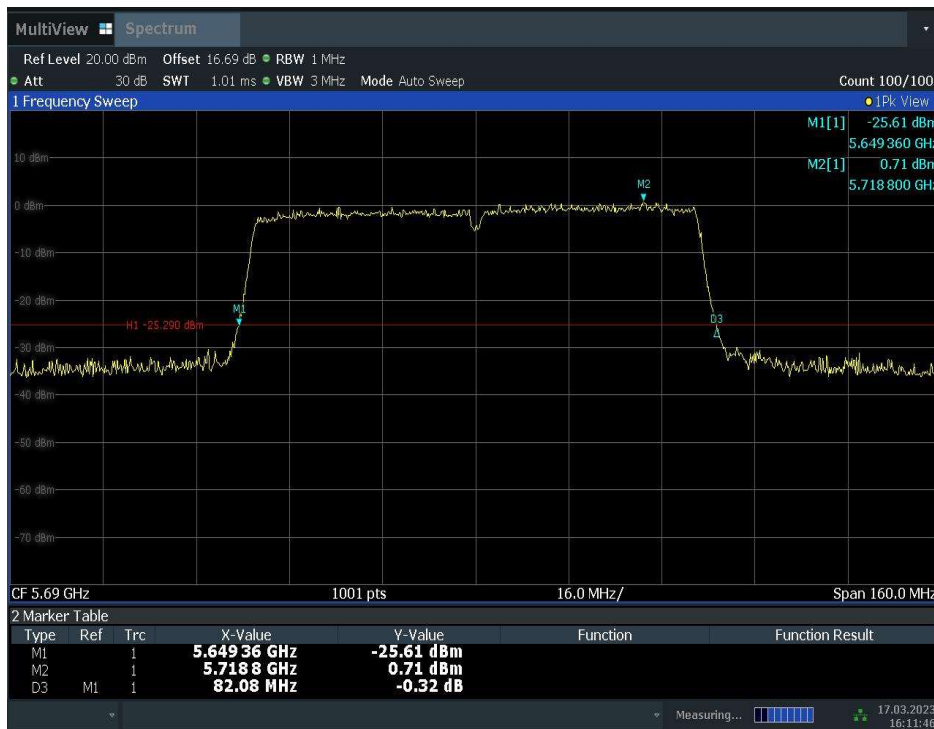 MultiView Spectrum
Ref Level 20.00 dBm Offset 16.69 dB RBW 1 MHz
Att 30 dB SWT 1.01 ms VBW 3 MHz Mode Auto Sweep Count 100/100
1 Frequency Sweep 1Pk View
M1[1] -25.61 dBm
5.649 360 GHz
M2[1] 0.71 dBm
5.718 800 GHz
10 dBm
M2
0 dBm
-10 dBm
-20 dBm
M1
D3
H1 -25.290 dBm
-30 dBm
-40 dBm
-50 dBm
-60 dBm
-70 dBm
CF 5.69 GHz 1001 pts 16.0 MHz/ Span 160.0 MHz
2 Marker Table
Type Ref Trc X-Value Y-Value Function Function Result
M1 1 5.649 36 GHz -25.61 dBm
M2 1 5.718 8 GHz 0.71 dBm
D3 M1 1 82.08 MHz -0.32 dB
Measuring... 17.03.2023
16:11:46